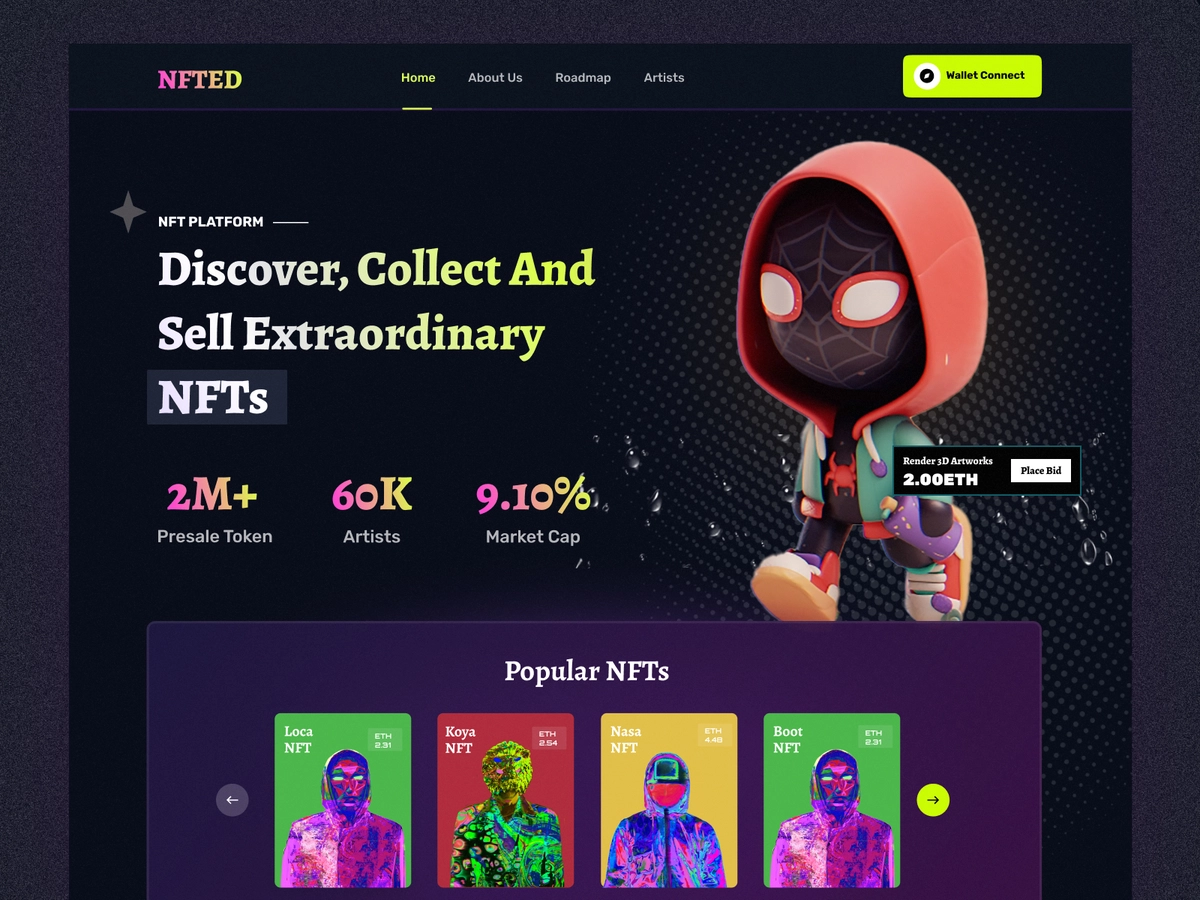 NFTED
Home
About Us
Roadmap
Artists
Wallet Connect
NFT PLATFORM
Discover, Collect And
Sell Extraordinary
NFTs
2M+
Presale Token
60K
Artists
9.10%
Market Cap
Render 3D Artworks
2.00ETH
Place Bid
Popular NFTs
Loca
NFT
ETH
2.31
Koya
NFT
ETH
2.54
Nasa
NFT
ETH
4.48
Boot
NFT
ETH
2.31